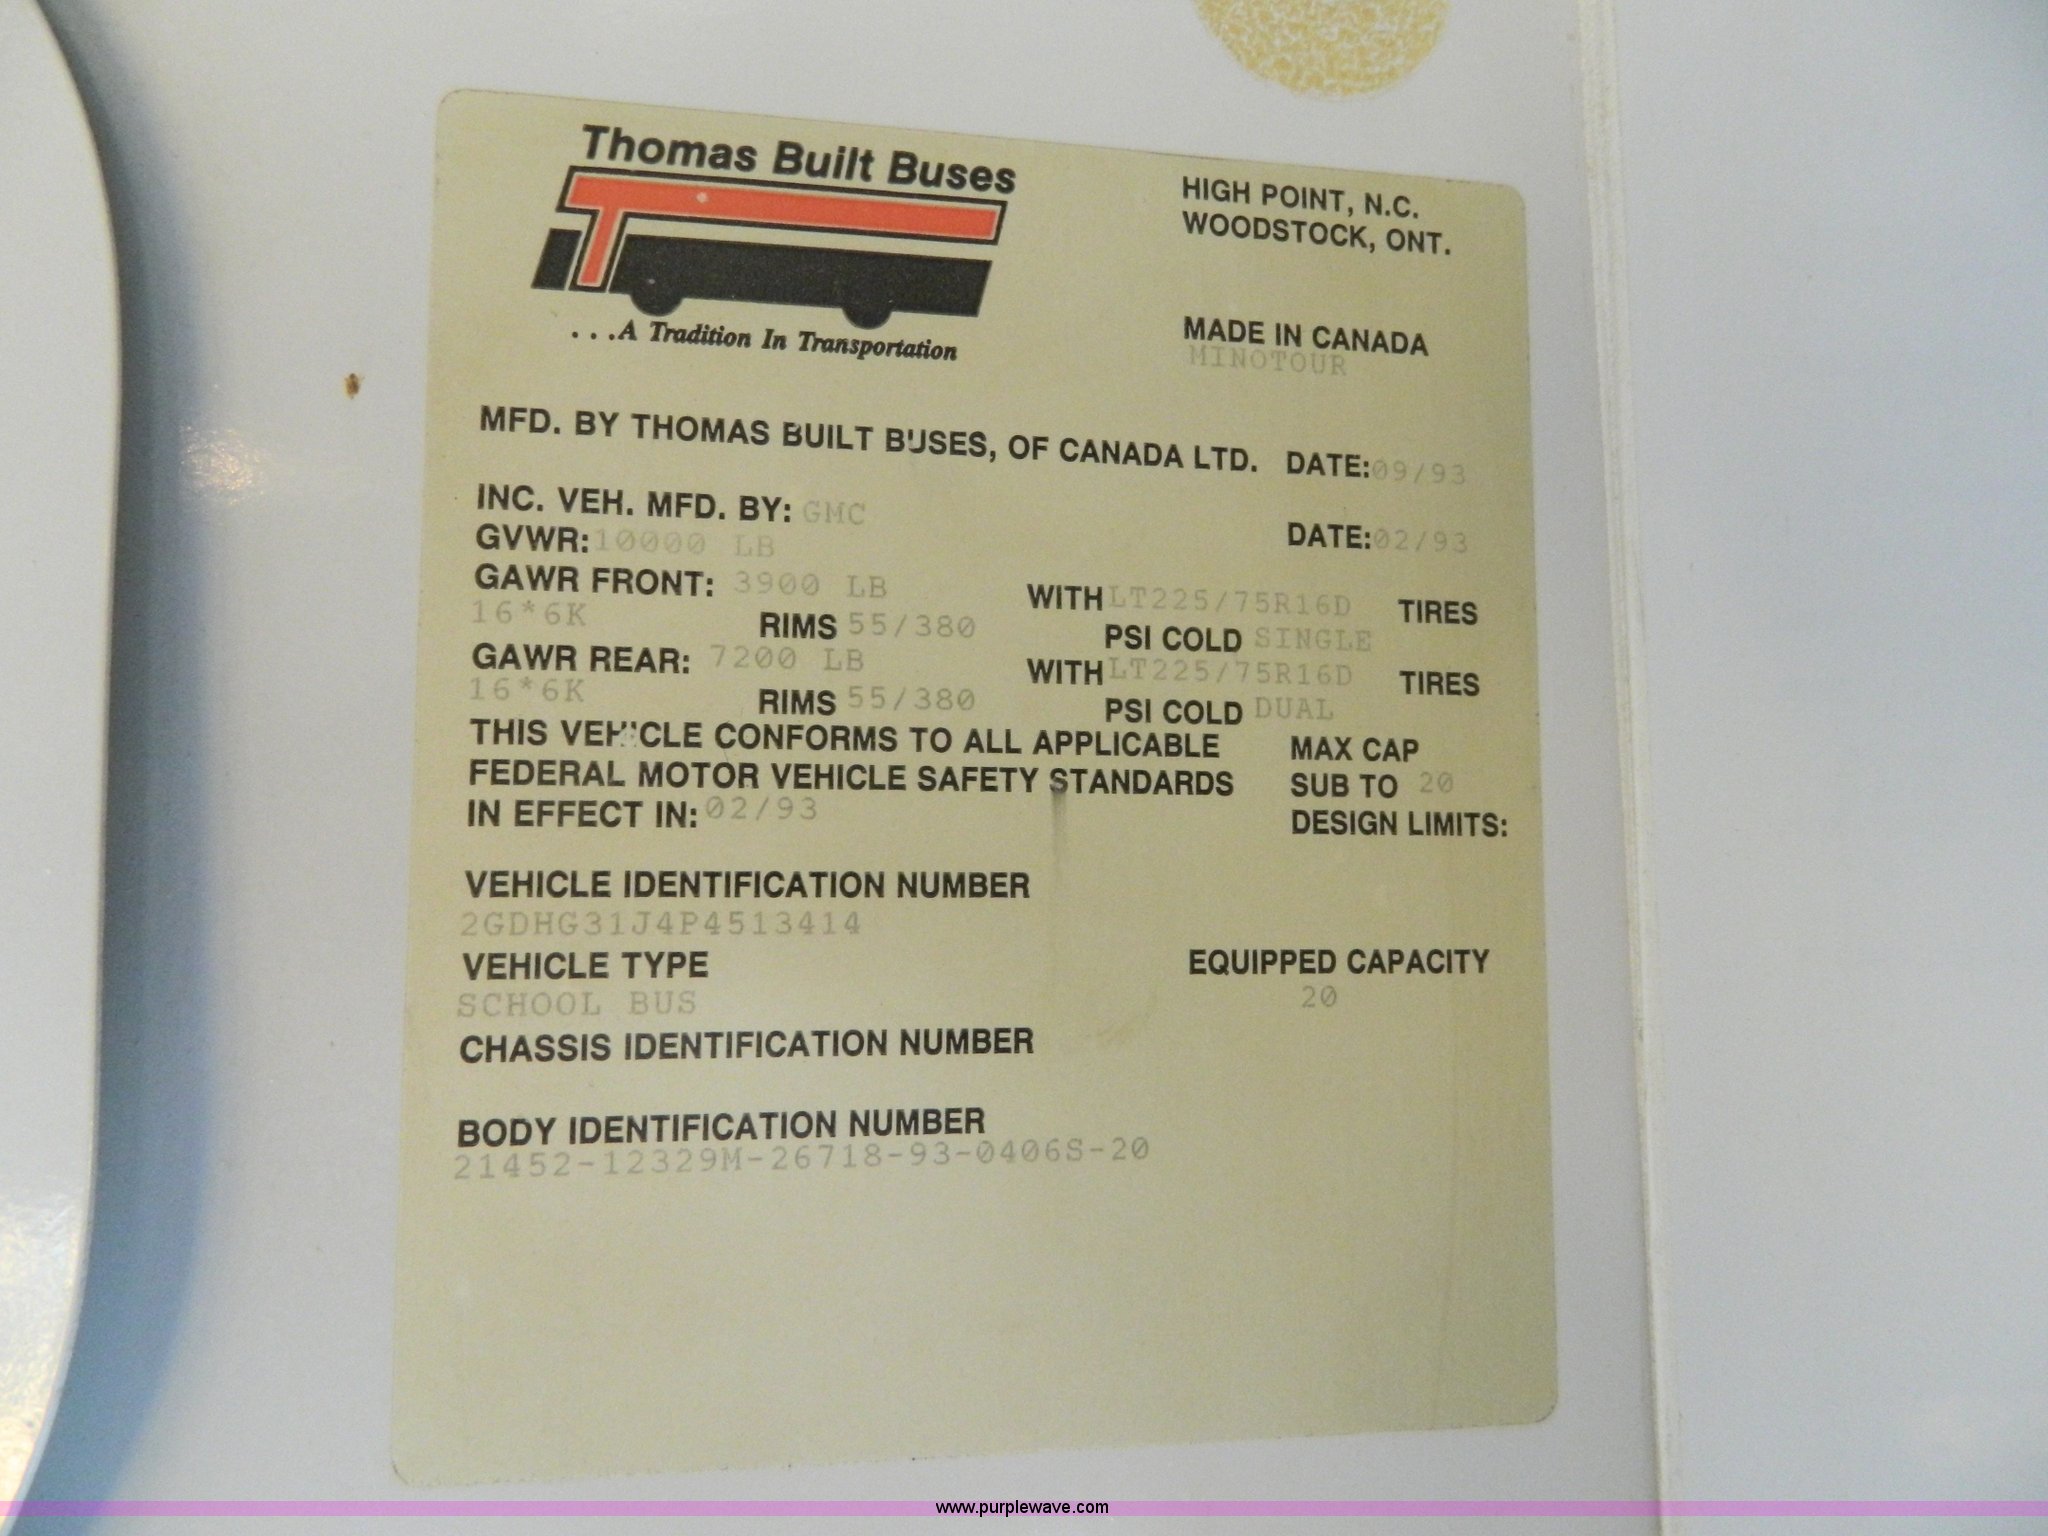 Thomas Built Buses
...A Tradition In Transportation
HIGH POINT, N.C.
WOODSTOCK, ONT.
MADE IN CANADA
MINOTOUR
MFD. BY THOMAS BUILT BUSES, OF CANADA LTD. DATE:09/93
INC. VEH. MFD. BY: GMC DATE:02/93
GVWR:10000 LB
GAWR FRONT: 3900 LB WITH LT225/75R16D TIRES
16*6K RIMS 55/380 PSI COLD SINGLE
GAWR REAR: 7200 LB WITH LT225/75R16D TIRES
16*6K RIMS 55/380 PSI COLD DUAL
THIS VEHICLE CONFORMS TO ALL APPLICABLE MAX CAP
FEDERAL MOTOR VEHICLE SAFETY STANDARDS SUB TO 20
IN EFFECT IN:02/93 DESIGN LIMITS:
VEHICLE IDENTIFICATION NUMBER
2GDHG31J4P4513414
VEHICLE TYPE EQUIPPED CAPACITY
SCHOOL BUS 20
CHASSIS IDENTIFICATION NUMBER
BODY IDENTIFICATION NUMBER
21452-12329M-26718-93-0406S-20
www.purplewave.com